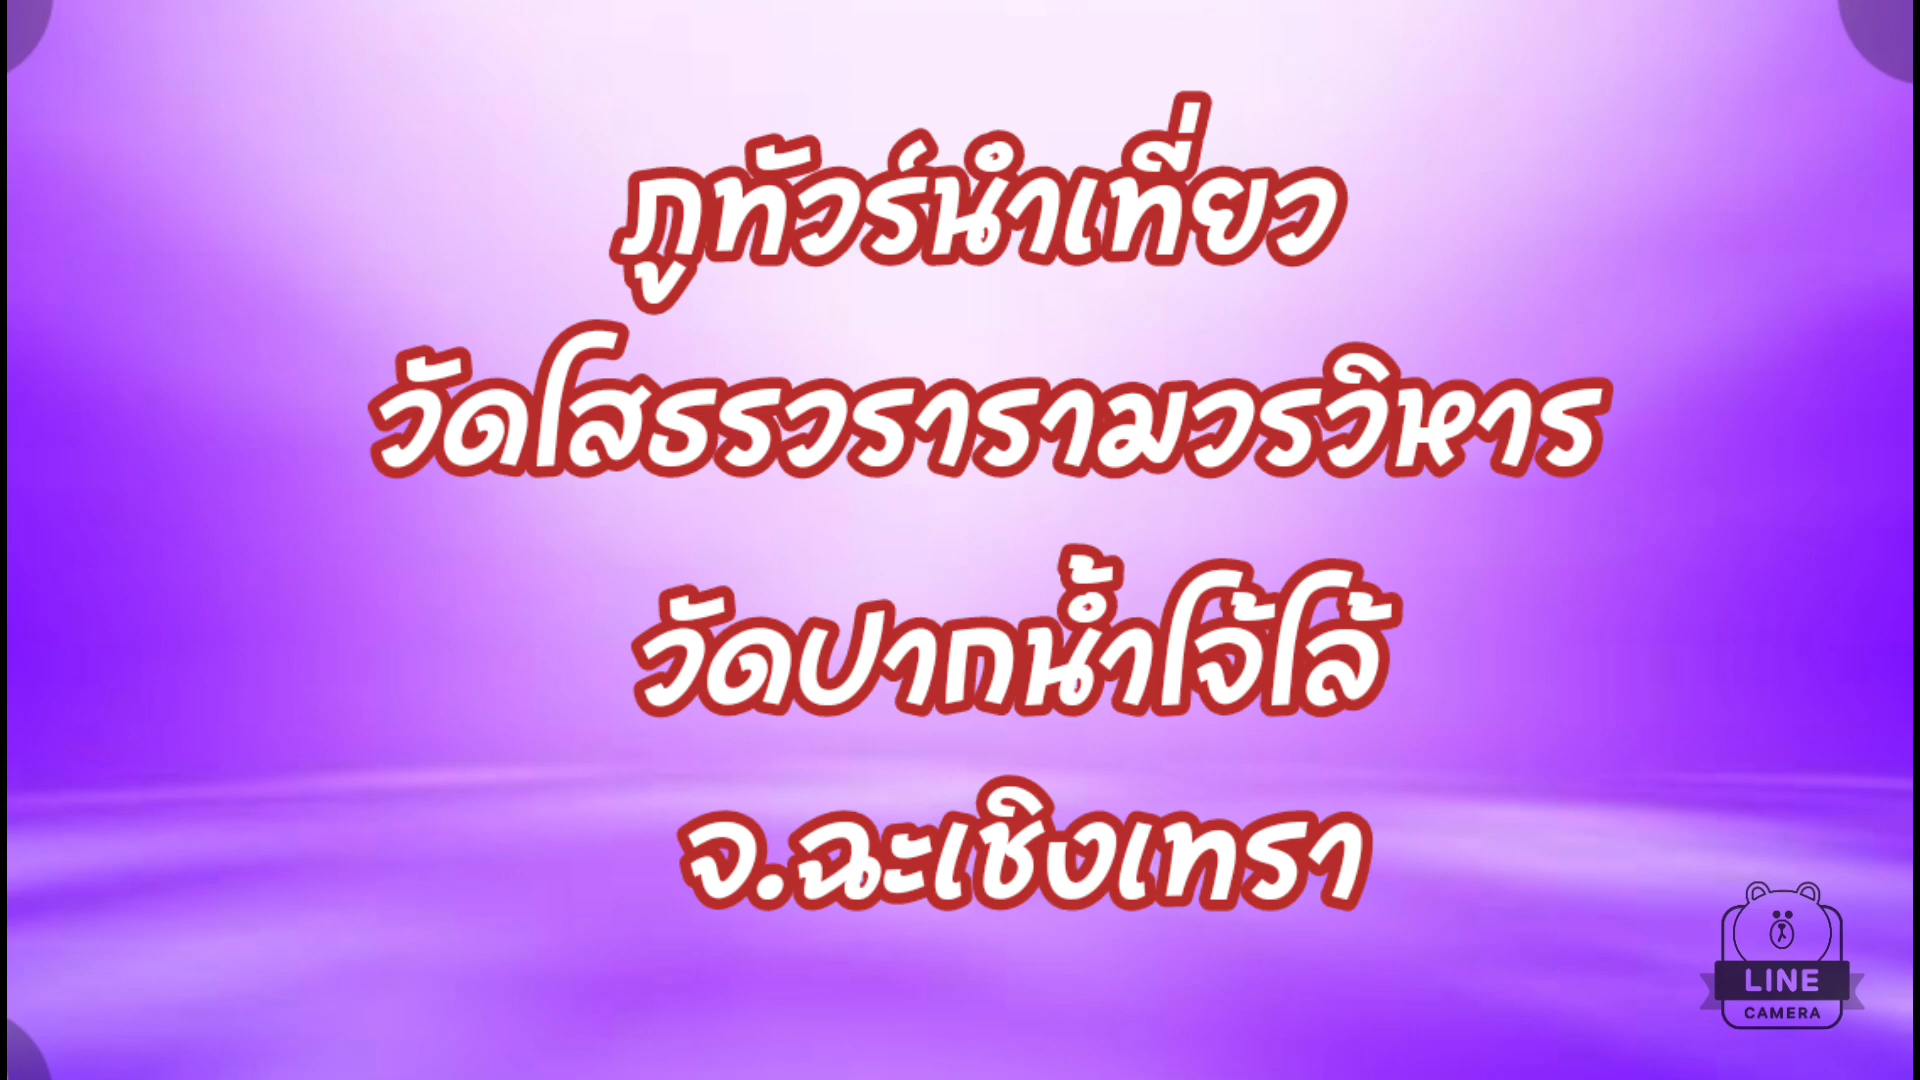 ภูทัวร์นำเที่ยว
วัดโสธรวรารามวรวิหาร
วัดปากน้ำโจ้โล้
จ.ฉะเชิงเทรา
LINE
CAMERA